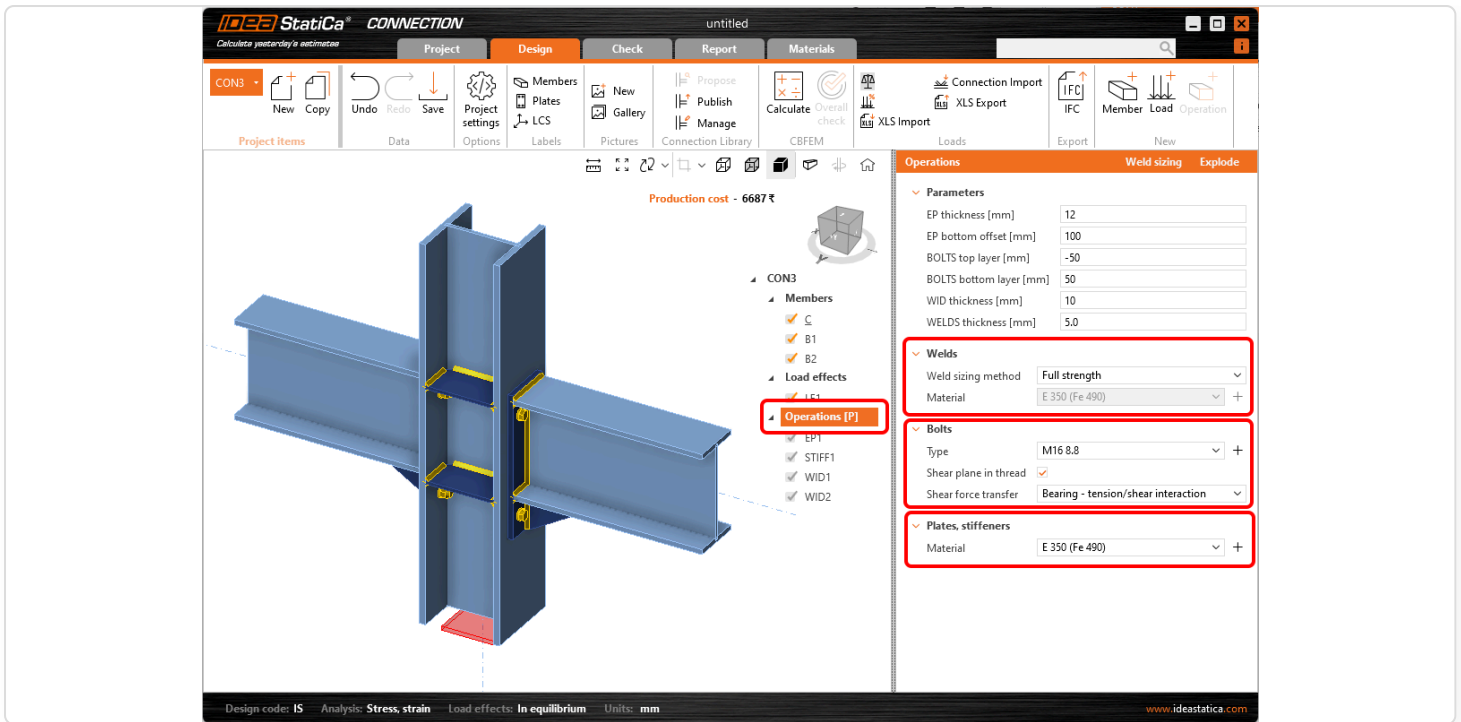 IDEA StatiCa® CONNECTION
untitled
Calculate yesterday's estimates
Project Design Check Report Materials
CON3
New Copy
Undo Redo Save
Project settings
Members
Plates
LCS
New
Gallery
Propose
Publish
Manage
Calculate Overall check
XLS Import
Connection Import
XLS Export
IFC
IFC
Member Load Operation
Project items Data Options Labels Pictures Connection Library CBFEM Loads Export New
Production cost - 6687 ₹
CON3
Members
C
B1
B2
Load effects
LE1
Operations [P]
EP1
STIFF1
WID1
WID2
Operations Weld sizing Explode
Parameters
EP thickness [mm] 12
EP bottom offset [mm] 100
BOLTS top layer [mm] -50
BOLTS bottom layer [mm] 50
WID thickness [mm] 10
WELDS thickness [mm] 5.0
Welds
Weld sizing method Full strength
Material E 350 (Fe 490)
Bolts
Type M16 8.8
Shear plane in thread
Shear force transfer Bearing - tension/shear interaction
Plates, stiffeners
Material E 350 (Fe 490)
Design code: IS Analysis: Stress, strain Load effects: In equilibrium Units: mm
www.ideastatica.com